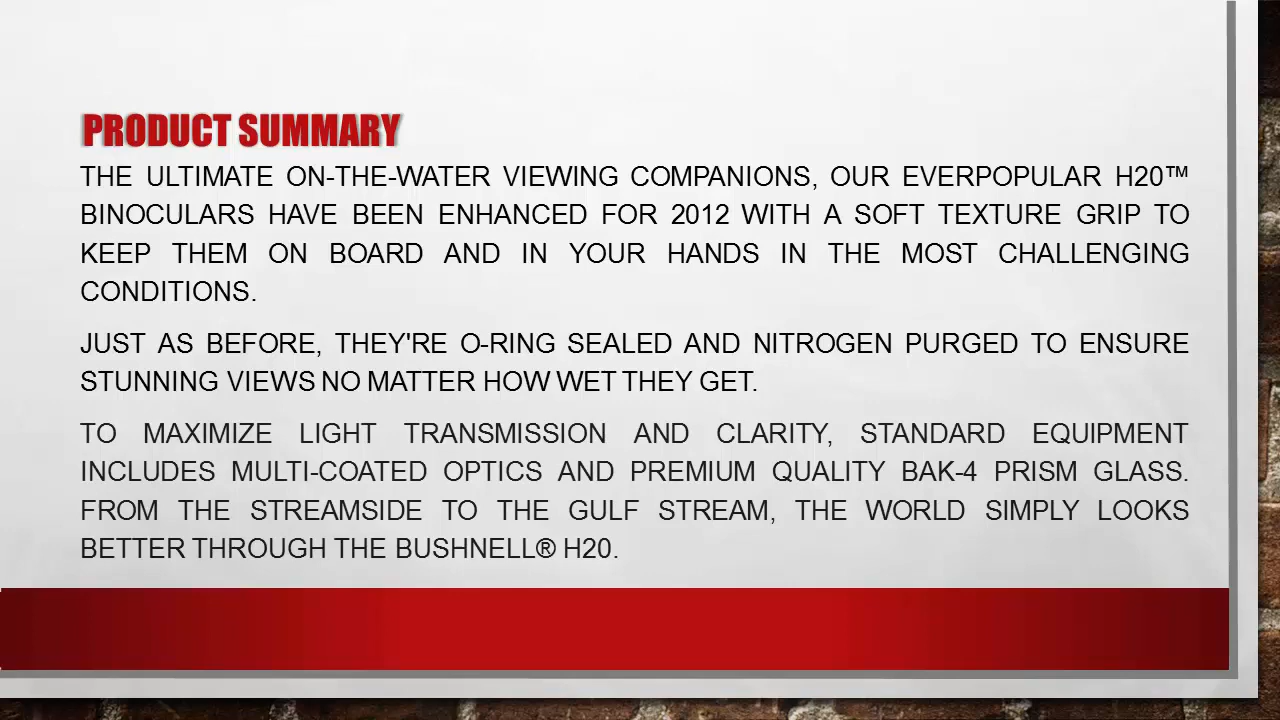 PRODUCT SUMMARY
THE ULTIMATE ON-THE-WATER VIEWING COMPANIONS, OUR EVERPOPULAR H20™
BINOCULARS HAVE BEEN ENHANCED FOR 2012 WITH A SOFT TEXTURE GRIP TO
KEEP THEM ON BOARD AND IN YOUR HANDS IN THE MOST CHALLENGING
CONDITIONS.
JUST AS BEFORE, THEY'RE O-RING SEALED AND NITROGEN PURGED TO ENSURE
STUNNING VIEWS NO MATTER HOW WET THEY GET.
TO MAXIMIZE LIGHT TRANSMISSION AND CLARITY, STANDARD EQUIPMENT
INCLUDES MULTI-COATED OPTICS AND PREMIUM QUALITY BAK-4 PRISM GLASS.
FROM THE STREAMSIDE TO THE GULF STREAM, THE WORLD SIMPLY LOOKS
BETTER THROUGH THE BUSHNELL® H20.